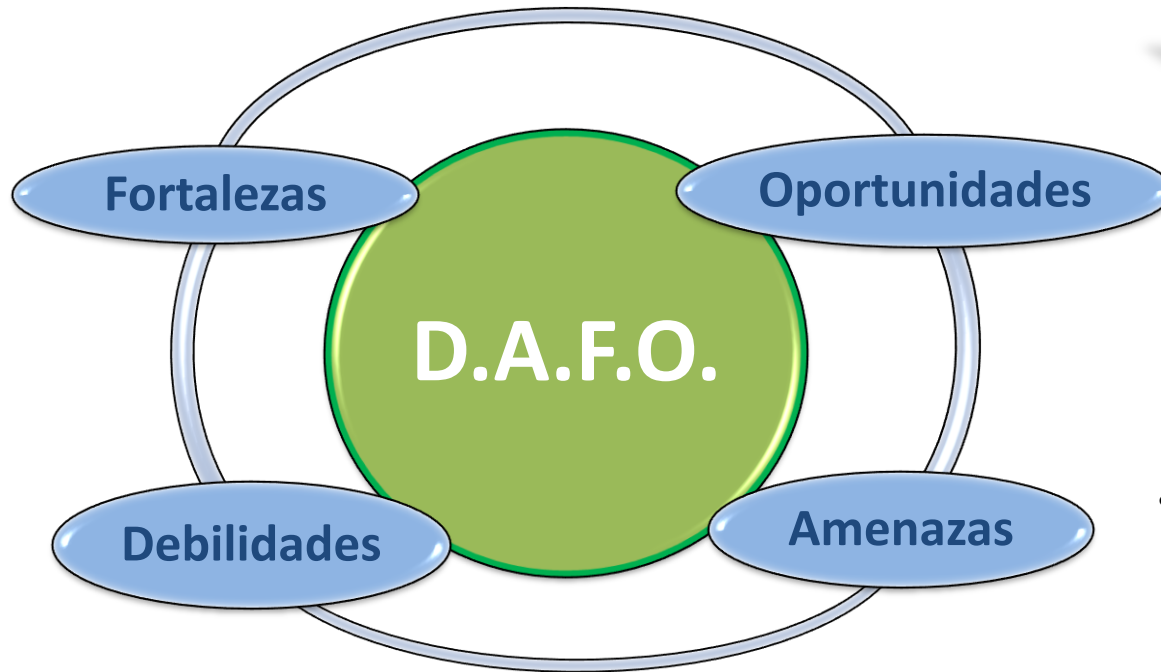 Fortalezas
Oportunidades
D.A.F.O.
Debilidades
Amenazas